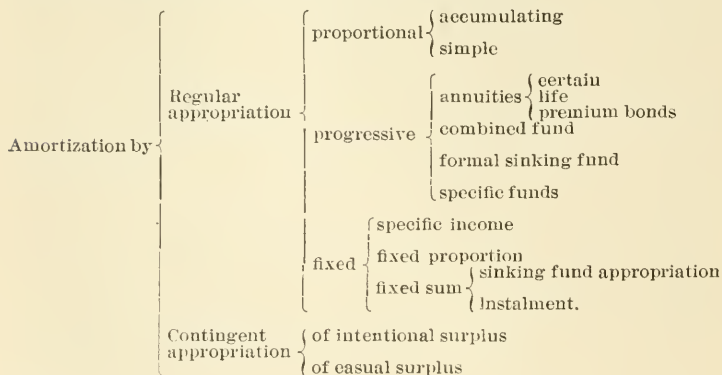 accumulating
proportional
simple
certain
Regular
appropriation
annuities
life
premium bonds
progressive
combined fund
Amortization by
formal sinking fund
specific funds
specific income
fixed proportion
fixed
sinking fund appropriation
fixed sum
Instalment.
Contingent
appropriation
of intentional surplus
of casual surplus